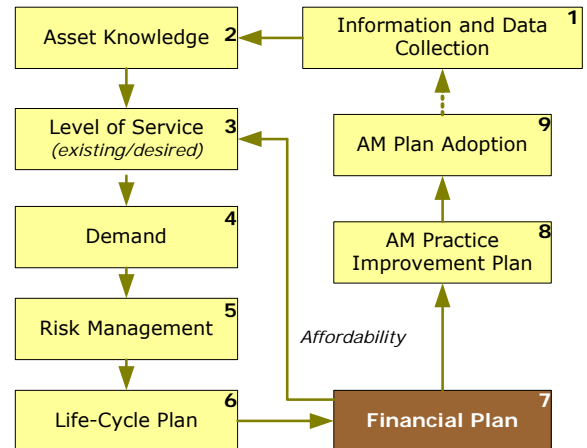 Information and Data
Collection
1
Asset Knowledge
2
Level of Service
(existing/desired)
3
Demand
4
Risk Management
5
Life-Cycle Plan
6
Affordability
Financial Plan
7
AM Practice
Improvement Plan
8
AM Plan Adoption
9